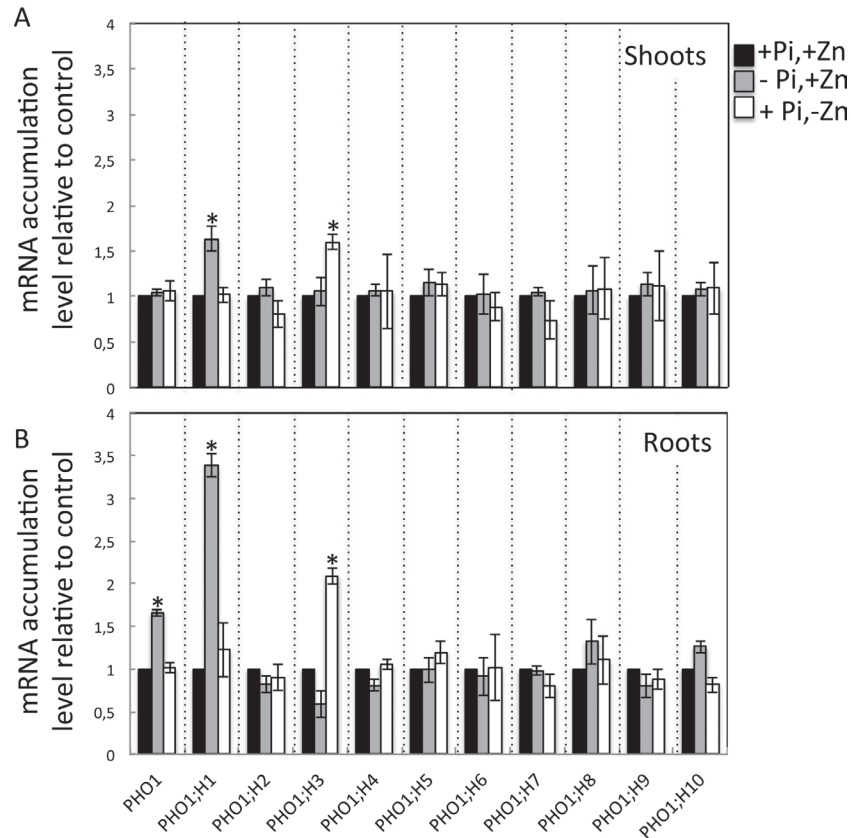 A
4
3,5
3
2,5
2
1,5
1
0,5
0
mRNA accumulation
level relative to control
Shoots
+Pi,+Zn
- Pi,+Zn
+ Pi,-Zn
*
*
B
4
3,5
3
2,5
2
1,5
1
0,5
0
mRNA accumulation
level relative to control
Roots
*
*
*
PHO1
PHO1;H1
PHO1;H2
PHO1;H3
PHO1;H4
PHO1;H5
PHO1;H6
PHO1;H7
PHO1;H8
PHO1;H9
PHO1;H10